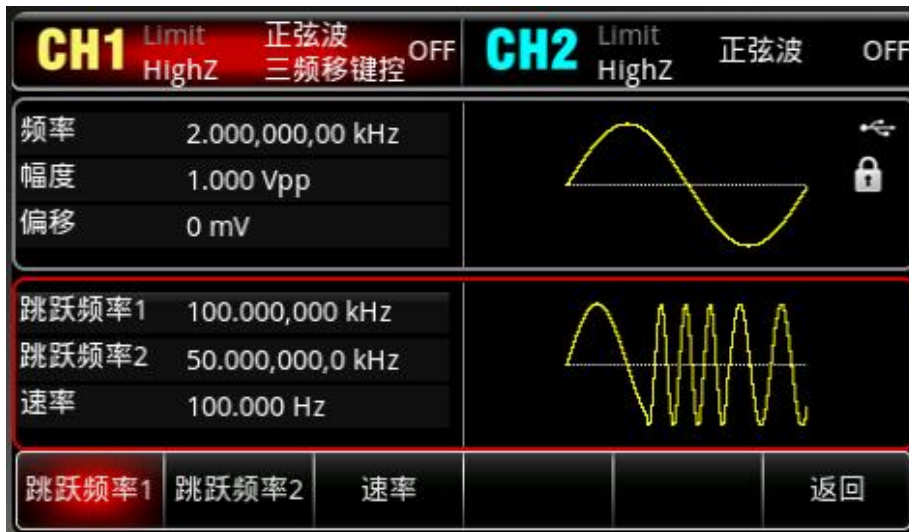 CH1 Limit 正弦波 OFF CH2 Limit 正弦波 OFF
HighZ 三频移键控 HighZ
频率 2.000,000,00 kHz
幅度 1.000 Vpp
偏移 0 mV
跳跃频率1 100.000,000 kHz
跳跃频率2 50.000,000,0 kHz
速率 100.000 Hz
跳跃频率1 跳跃频率2 速率 返回